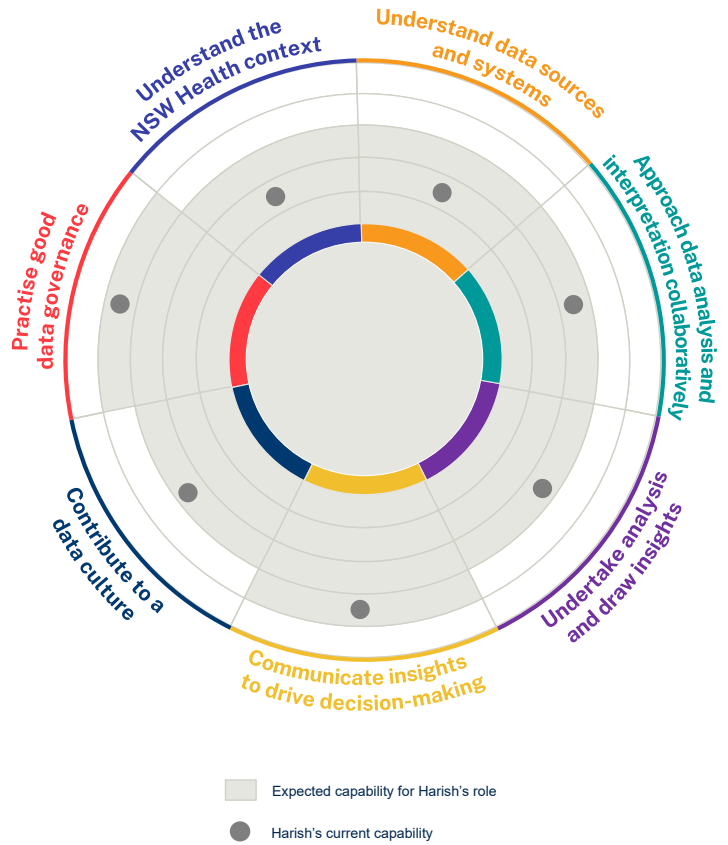 Understand the
NSW Health context
Understand data sources
and systems
Approach data analysis and
interpretation collaboratively
Undertake analysis
and draw insights
Communicate insights
to drive decision-making
Contribute to a
data culture
Practise good
data governance
Expected capability for Harish’s role
Harish’s current capability